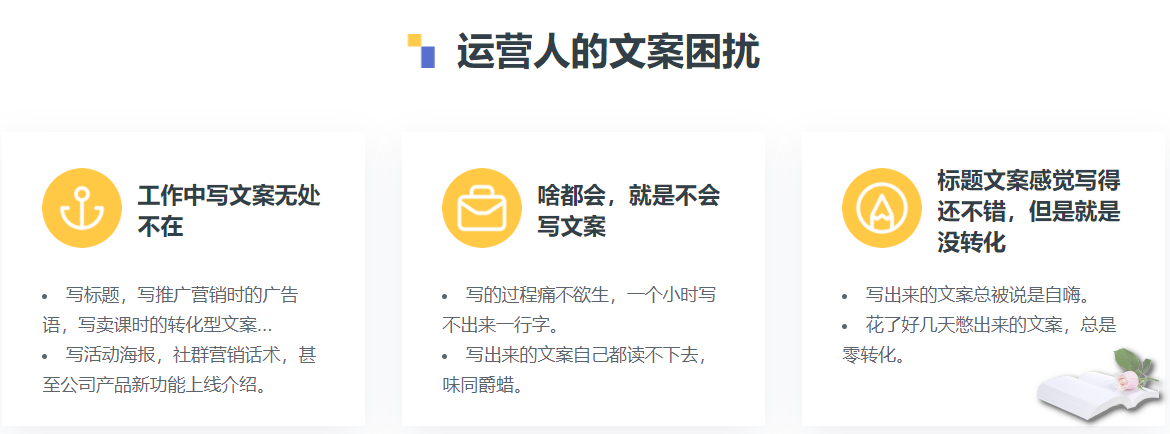 运营人的文案困扰
工作中写文案无处
不在
• 写标题，写推广营销时的广告
语，写卖课时的转化型文案...
• 写活动海报，社群营销话术，甚
至公司产品新功能上线介绍。
啥都会，就是不会
写文案
• 写的过程痛不欲生，一个小时写
不出来一行字。
• 写出来的文案自己都读不下去，
味同爵蜡。
标题文案感觉写得
还不错，但是就是
没转化
• 写出来的文案总被说是自嗨。
• 花了好几天憋出来的文案，总是
零转化。